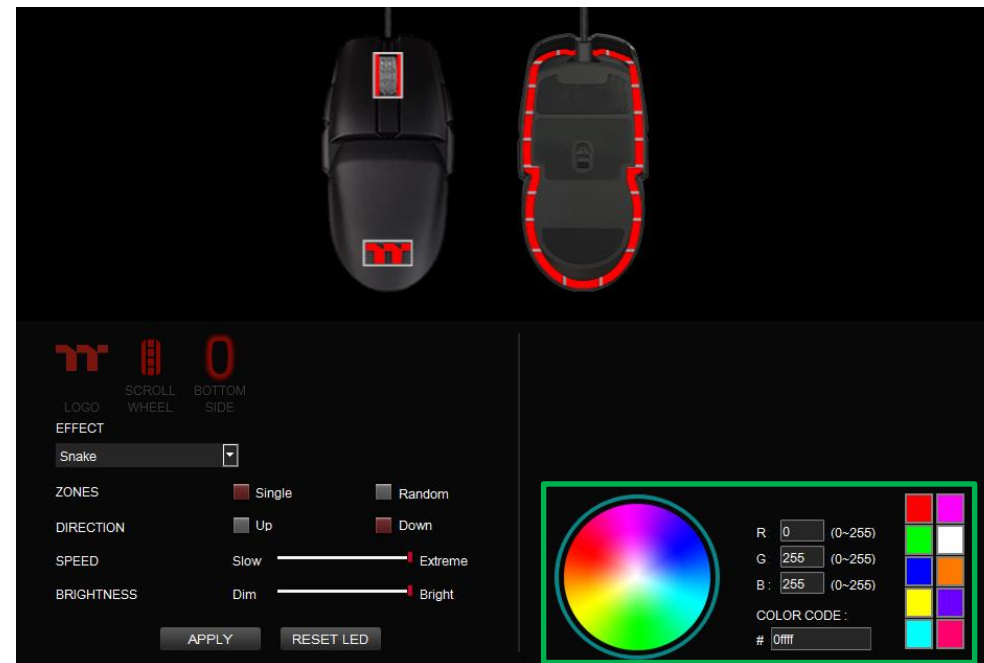 SCROLL BOTTOM
LOGO WHEEL SIDE
EFFECT
Snake
ZONES Single Random
DIRECTION Up Down
SPEED Slow Extreme
BRIGHTNESS Dim Bright
APPLY RESET LED
R 0 (0~255)
G 255 (0~255)
B: 255 (0~255)
COLOR CODE :
# 0ffff